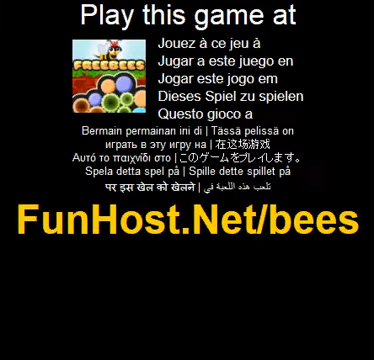 Play this game at
FREEBEES
Jouez à ce jeu à
Jugar a este juego en
Jogar este jogo em
Dieses Spiel zu spielen
Questo gioco a
Bermain permainan ini di | Tässä pelissä on
играть в эту игру на | 在这场游戏
Αυτό το παιχνίδι στο | このゲームをプレイします。
Spela detta spel på | Spille dette spillet på
पर इस खेल को खेलने | تلعب هذه اللعبة في
FunHost.Net/bees